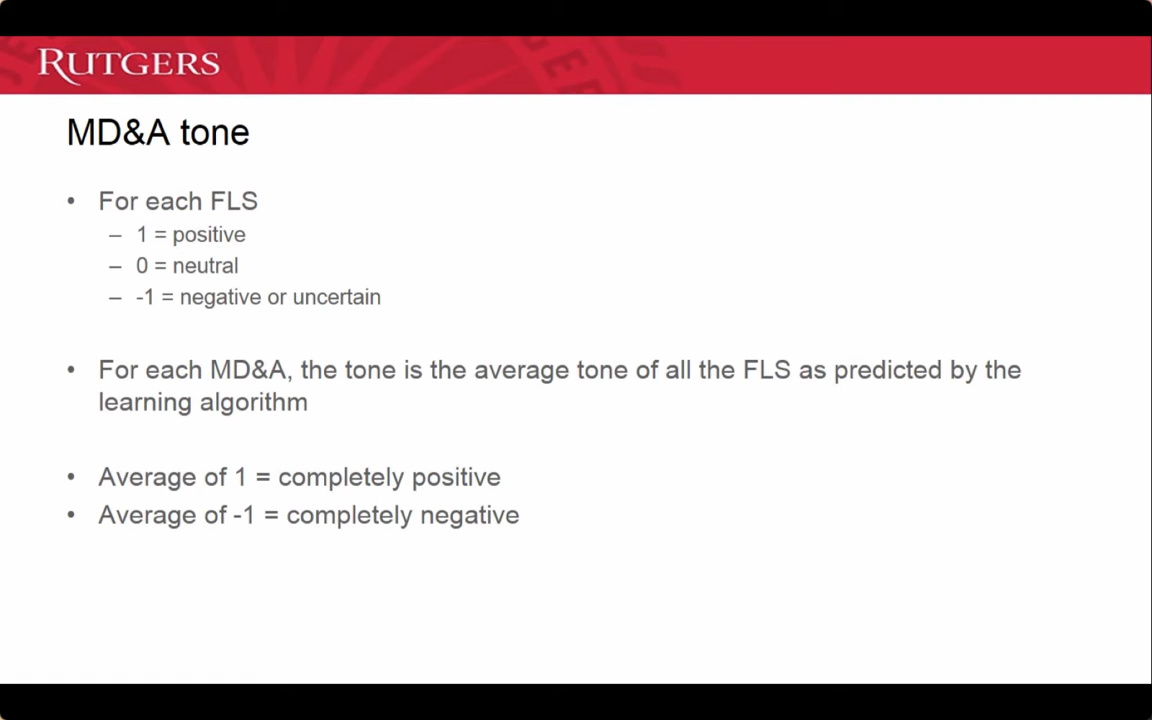 RUTGERS
MD&A tone
• For each FLS
– 1 = positive
– 0 = neutral
– -1 = negative or uncertain
• For each MD&A, the tone is the average tone of all the FLS as predicted by the
learning algorithm
• Average of 1 = completely positive
• Average of -1 = completely negative